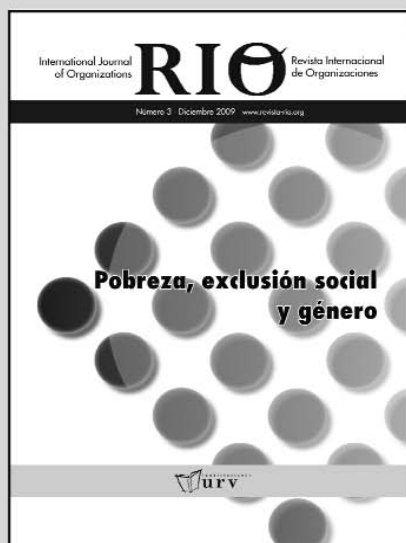 International Journal
of Organizations
RIO
Revista Internacional
de Organizaciones
Número 3 · Diciembre 2009 www.revista-rio.org
Pobreza, exclusión social
y género
urv